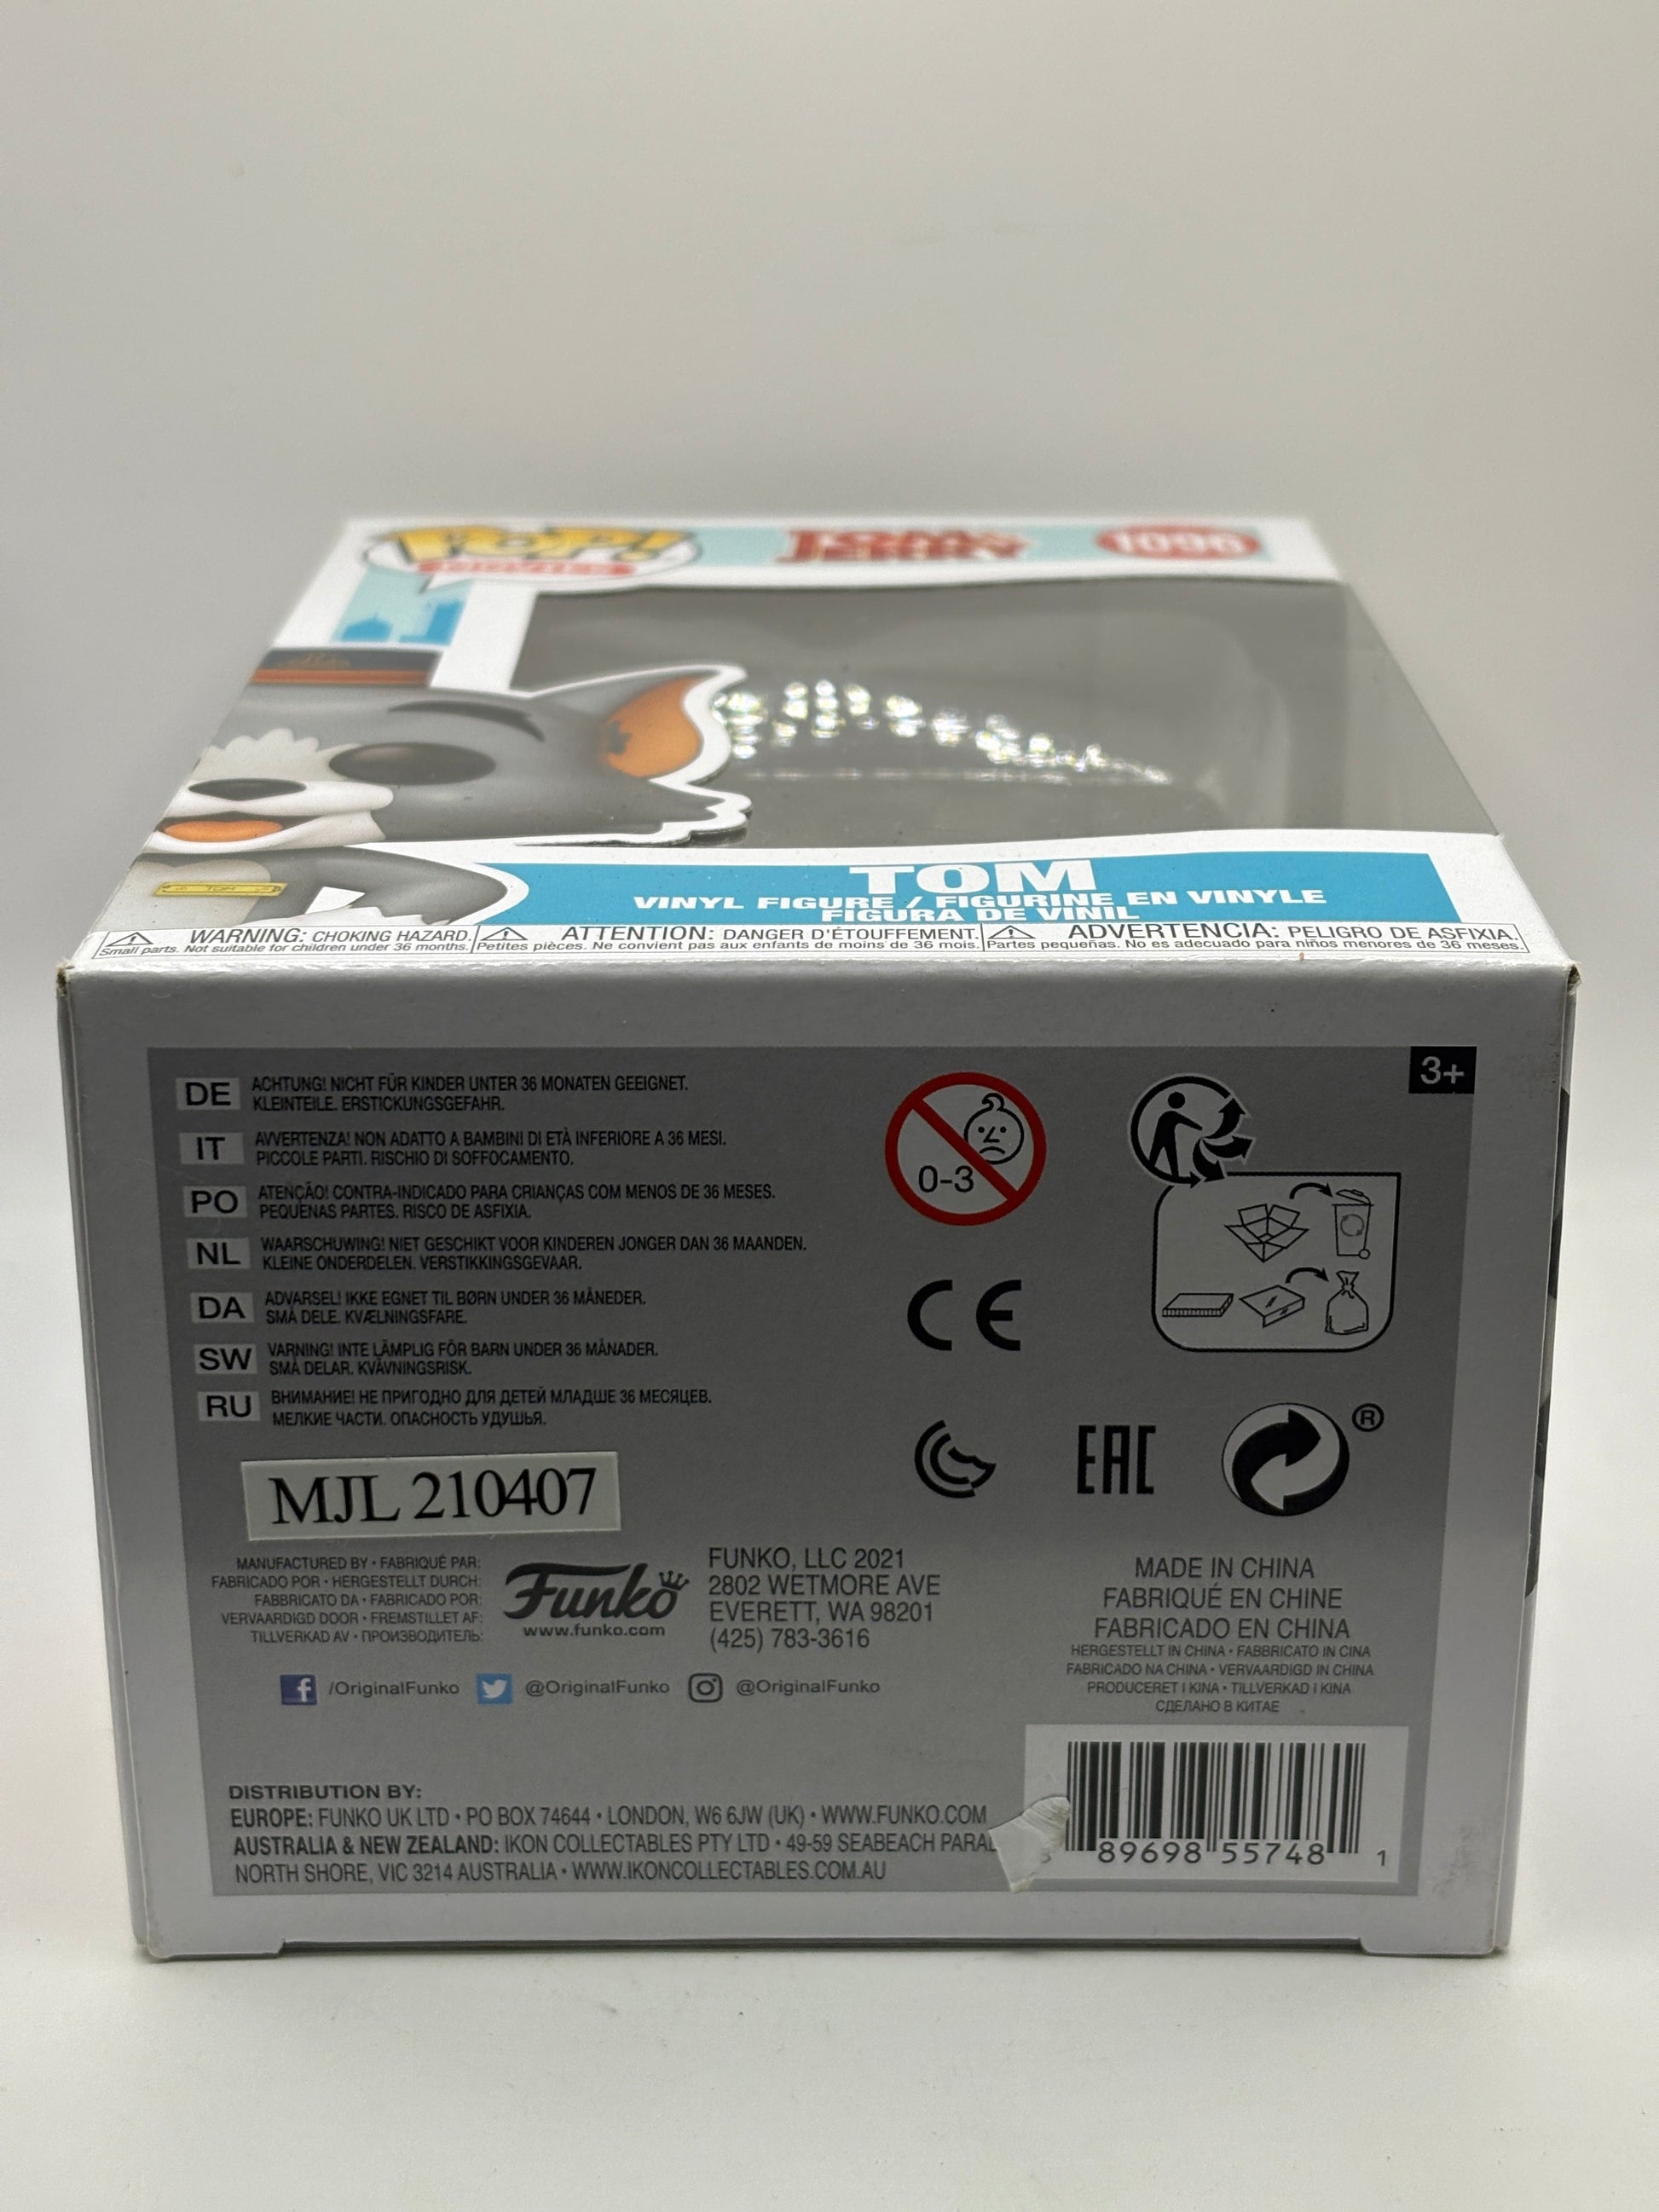 POP!
TOM &
JERRY
1096
TOM
TOM
VINYL FIGURE / FIGURINE EN VINYLE
FIGURA DE VINIL
WARNING: CHOKING HAZARD.
Small parts. Not suitable for children under 36 months.
ATTENTION: DANGER D'ÉTOUFFEMENT.
Petites pièces. Ne convient pas aux enfants de moins de 36 mois.
ADVERTENCIA: PELIGRO DE ASFIXIA.
Partes pequeñas. No es adecuado para niños menores de 36 meses.
3+
DE ACHTUNG! NICHT FÜR KINDER UNTER 36 MONATEN GEEIGNET.
KLEINTEILE. ERSTICKUNGSGEFAHR.
IT AVVERTENZA! NON ADATTO A BAMBINI DI ETÀ INFERIORE A 36 MESI.
PICCOLE PARTI. RISCHIO DI SOFFOCAMENTO.
PO ATENÇÃO! CONTRA-INDICADO PARA CRIANÇAS COM MENOS DE 36 MESES.
PEQUENAS PARTES. RISCO DE ASFIXIA.
NL WAARSCHUWING! NIET GESCHIKT VOOR KINDEREN JONGER DAN 36 MAANDEN.
KLEINE ONDERDELEN. VERSTIKKINGSGEVAAR.
DA ADVARSEL! IKKE EGNET TIL BØRN UNDER 36 MÅNEDER.
SMÅ DELE. KVÆLNINGSFARE.
SW VARNING! INTE LÄMPLIG FÖR BARN UNDER 36 MÅNADER.
SMÅ DELAR. KVÄVNINGSRISK.
RU ВНИМАНИЕ! НЕ ПРИГОДНО ДЛЯ ДЕТЕЙ МЛАДШЕ 36 МЕСЯЦЕВ.
МЕЛКИЕ ЧАСТИ. ОПАСНОСТЬ УДУШЬЯ.
0-3
CE
EAC
®
MJL 210407
MANUFACTURED BY • FABRIQUÉ PAR:
FABRICADO POR • HERGESTELLT DURCH:
FABBRICATO DA • FABRICADO POR:
VERVAARDIGD DOOR • FREMSTILLET AF:
TILLVERKAD AV • ПРОИЗВОДИТЕЛЬ:
Funko
www.funko.com
FUNKO, LLC 2021
2802 WETMORE AVE
EVERETT, WA 98201
(425) 783-3616
MADE IN CHINA
FABRIQUÉ EN CHINE
FABRICADO EN CHINA
HERGESTELLT IN CHINA • FABBRICATO IN CINA
FABRICADO NA CHINA • VERVAARDIGD IN CHINA
PRODUCERET I KINA • TILLVERKAD I KINA
СДЕЛАНО В КИТАЕ
/OriginalFunko @OriginalFunko @OriginalFunko
DISTRIBUTION BY:
EUROPE: FUNKO UK LTD • PO BOX 74644 • LONDON, W6 6JW (UK) • WWW.FUNKO.COM
AUSTRALIA & NEW ZEALAND: IKON COLLECTABLES PTY LTD • 49-59 SEABEACH PARA
NORTH SHORE, VIC 3214 AUSTRALIA • WWW.IKONCOLLECTABLES.COM.AU
89698 55748 1